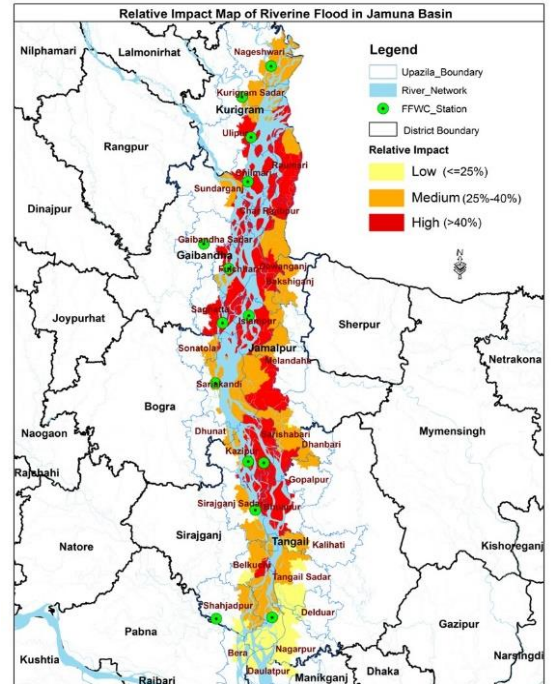 Relative Impact Map of Riverine Flood in Jamuna Basin
Nilphamari
Lalmonirhat
Nageshwari
Kurigram Sadar
Kurigram
Ulipur
Rangpur
Chilmari
Raumari
Sundarganj
Char Rajibpur
Dinajpur
Gaibandha Sadar
Gaibandha
Fulchhari
Dewanganj
Bakshiganj
Joypurhat
Saghatta
Islampur
Sherpur
Sonatola
Jamalpur
Melandaha
Netrakona
Sariakandi
Bogra
Naogaon
Dhunat
Sarishabari
Mymensingh
Dhanbari
Kazipur
Rajshahi
Gopalpur
Sirajganj Sadar
Bhuapur
Sirajganj
Tangail
Kalihati
Kishoreganj
Natore
Belkuchi
Tangail Sadar
Shahjadpur
Delduar
Gazipur
Pabna
Nagarpur
Kushtia
Bera
Narsingdi
Daulatpur
Manikganj
Dhaka
Rajbari
Legend
Upazila_Boundary
River_Network
FFWC_Station
District Boundary
Relative Impact
Low (<=25%)
Medium (25%-40%)
High (>40%)